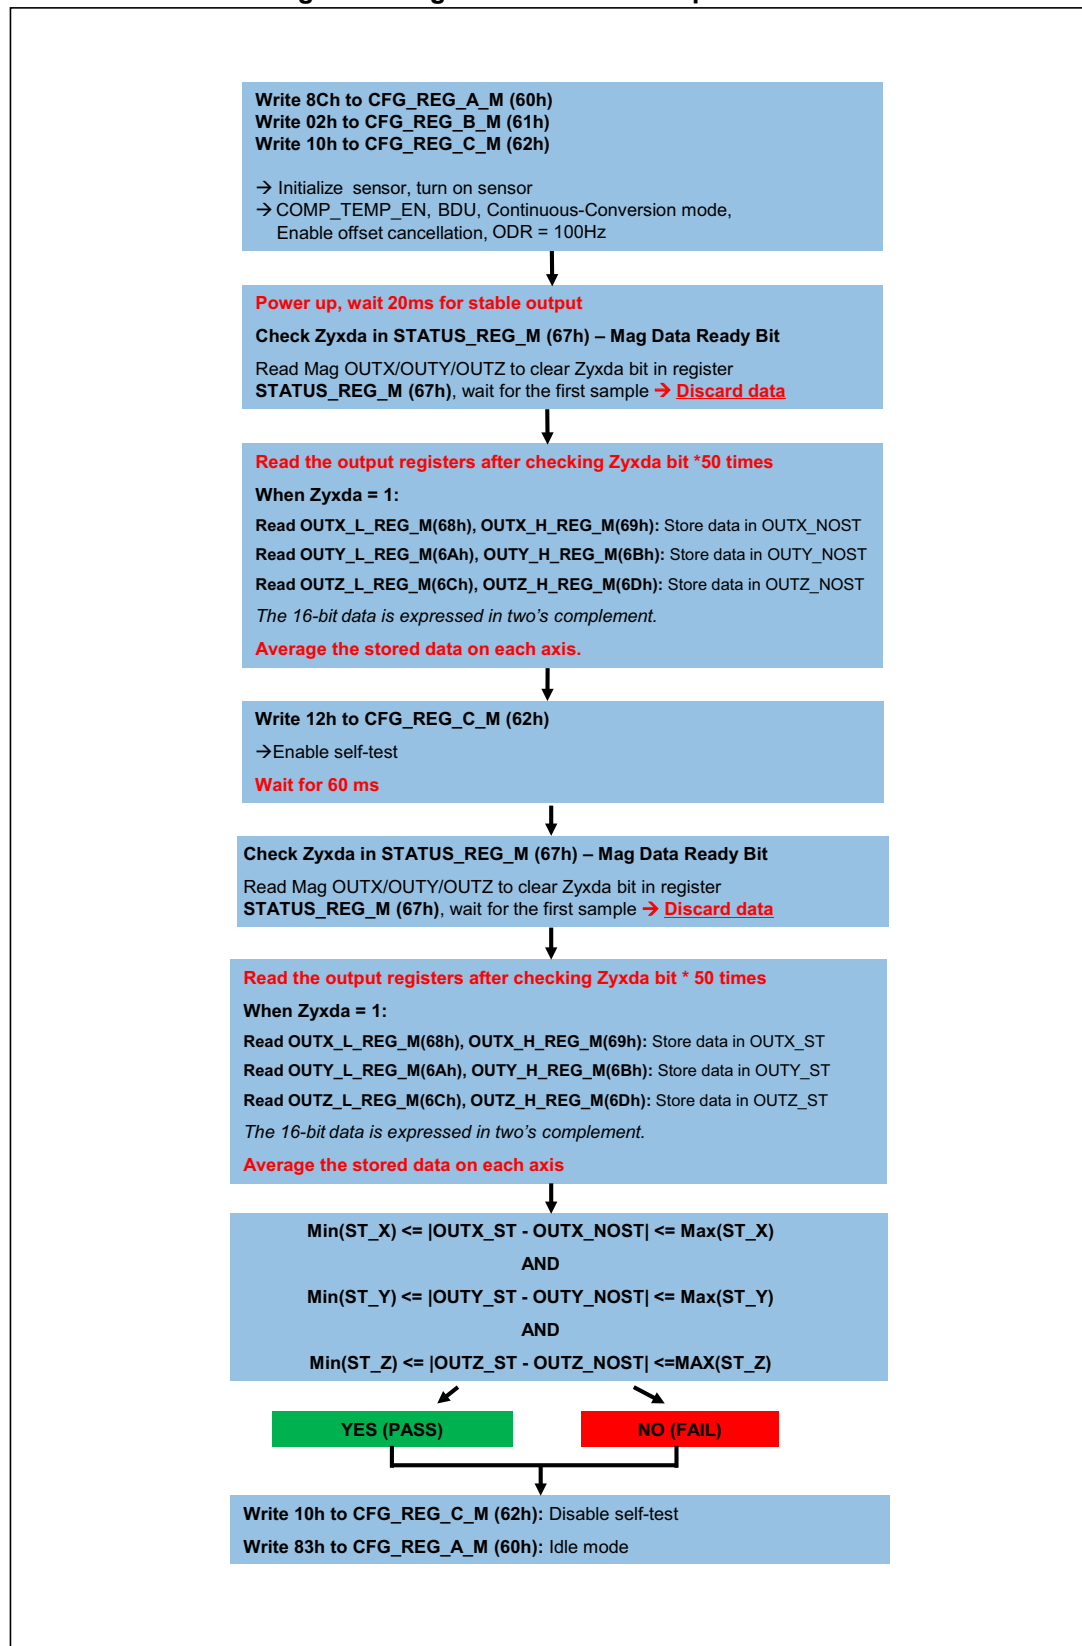 Write 8Ch to CFG_REG_A_M (60h)
Write 02h to CFG_REG_B_M (61h)
Write 10h to CFG_REG_C_M (62h)
→ Initialize sensor, turn on sensor
→ COMP_TEMP_EN, BDU, Continuous-Conversion mode,
Enable offset cancellation, ODR = 100Hz
Power up, wait 20ms for stable output
Check Zyxda in STATUS_REG_M (67h) – Mag Data Ready Bit
Read Mag OUTX/OUTY/OUTZ to clear Zyxda bit in register
STATUS_REG_M (67h), wait for the first sample → Discard data
Read the output registers after checking Zyxda bit *50 times
When Zyxda = 1:
Read OUTX_L_REG_M(68h), OUTX_H_REG_M(69h): Store data in OUTX_NOST
Read OUTY_L_REG_M(6Ah), OUTY_H_REG_M(6Bh): Store data in OUTY_NOST
Read OUTZ_L_REG_M(6Ch), OUTZ_H_REG_M(6Dh): Store data in OUTZ_NOST
The 16-bit data is expressed in two’s complement.
Average the stored data on each axis.
Write 12h to CFG_REG_C_M (62h)
→Enable self-test
Wait for 60 ms
Check Zyxda in STATUS_REG_M (67h) – Mag Data Ready Bit
Read Mag OUTX/OUTY/OUTZ to clear Zyxda bit in register
STATUS_REG_M (67h), wait for the first sample → Discard data
Read the output registers after checking Zyxda bit * 50 times
When Zyxda = 1:
Read OUTX_L_REG_M(68h), OUTX_H_REG_M(69h): Store data in OUTX_ST
Read OUTY_L_REG_M(6Ah), OUTY_H_REG_M(6Bh): Store data in OUTY_ST
Read OUTZ_L_REG_M(6Ch), OUTZ_H_REG_M(6Dh): Store data in OUTZ_ST
The 16-bit data is expressed in two’s complement.
Average the stored data on each axis
Min(ST_X) <= |OUTX_ST - OUTX_NOST| <= Max(ST_X)
AND
Min(ST_Y) <= |OUTY_ST - OUTY_NOST| <= Max(ST_Y)
AND
Min(ST_Z) <= |OUTZ_ST - OUTZ_NOST| <=MAX(ST_Z)
YES (PASS)
NO (FAIL)
Write 10h to CFG_REG_C_M (62h): Disable self-test
Write 83h to CFG_REG_A_M (60h): Idle mode